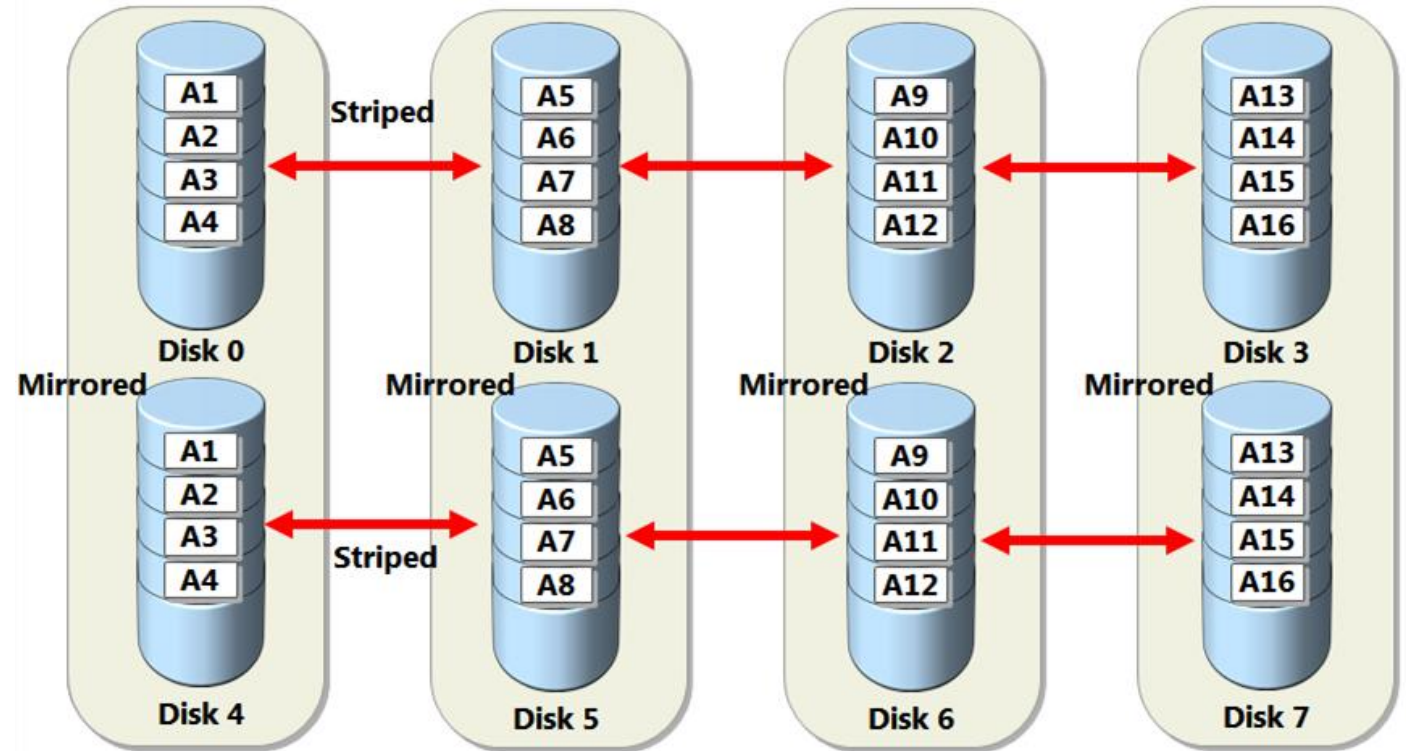 A1
A2
A3
A4
Striped
A5
A6
A7
A8
A9
A10
A11
A12
A13
A14
A15
A16
Disk 0
Disk 1
Disk 2
Disk 3
Mirrored
Mirrored
Mirrored
Mirrored
A1
A2
A3
A4
Striped
A5
A6
A7
A8
A9
A10
A11
A12
A13
A14
A15
A16
Disk 4
Disk 5
Disk 6
Disk 7